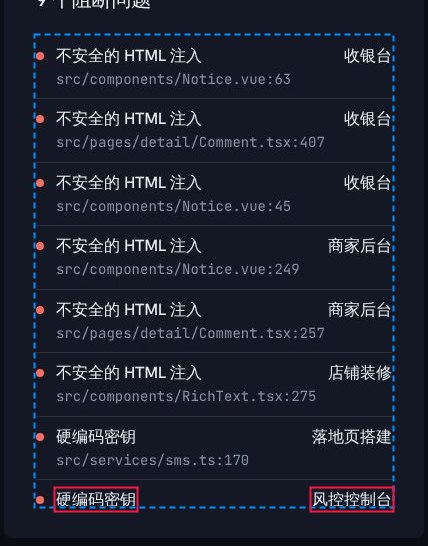 9 个阻断问题
不安全的 HTML 注入 收银台
src/components/Notice.vue:63
不安全的 HTML 注入 收银台
src/pages/detail/Comment.tsx:407
不安全的 HTML 注入 收银台
src/components/Notice.vue:45
不安全的 HTML 注入 商家后台
src/components/Notice.vue:249
不安全的 HTML 注入 商家后台
src/pages/detail/Comment.tsx:257
不安全的 HTML 注入 店铺装修
src/components/RichText.tsx:275
硬编码密钥 落地页搭建
src/services/sms.ts:170
硬编码密钥 风控控制台